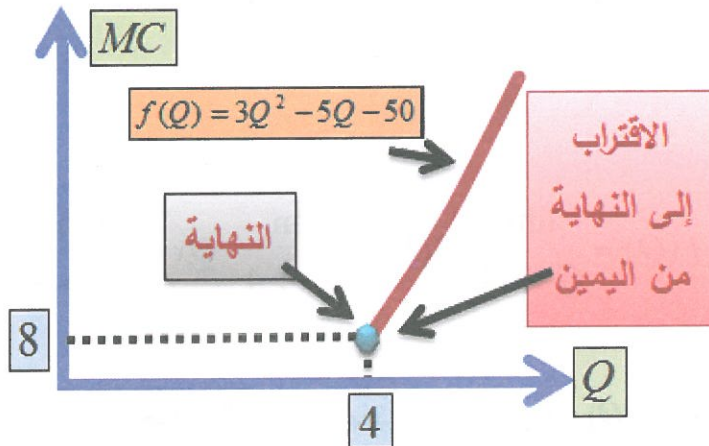 MC
f(Q) = 3Q² − 5Q − 50
الاقتراب
إلى النهاية
من اليمين
النهاية
8
4
Q